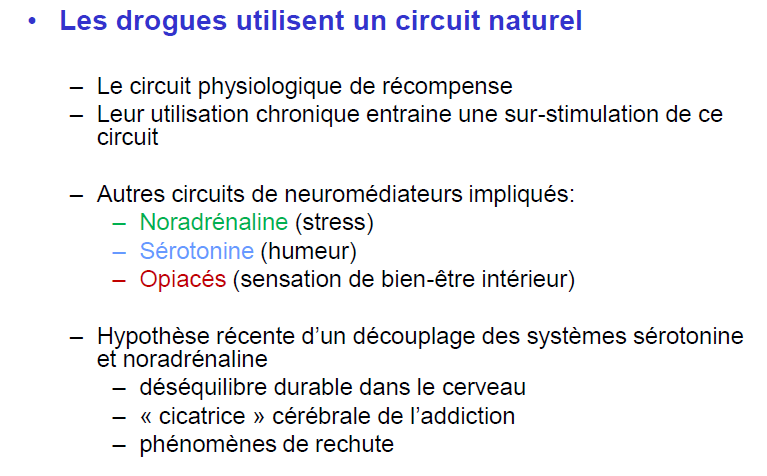 • Les drogues utilisent un circuit naturel
– Le circuit physiologique de récompense
– Leur utilisation chronique entraine une sur-stimulation de ce
circuit
– Autres circuits de neuromédiateurs impliqués:
– Noradrénaline (stress)
– Sérotonine (humeur)
– Opiacés (sensation de bien-être intérieur)
– Hypothèse récente d’un découplage des systèmes sérotonine
et noradrénaline
– déséquilibre durable dans le cerveau
– « cicatrice » cérébrale de l’addiction
– phénomènes de rechute